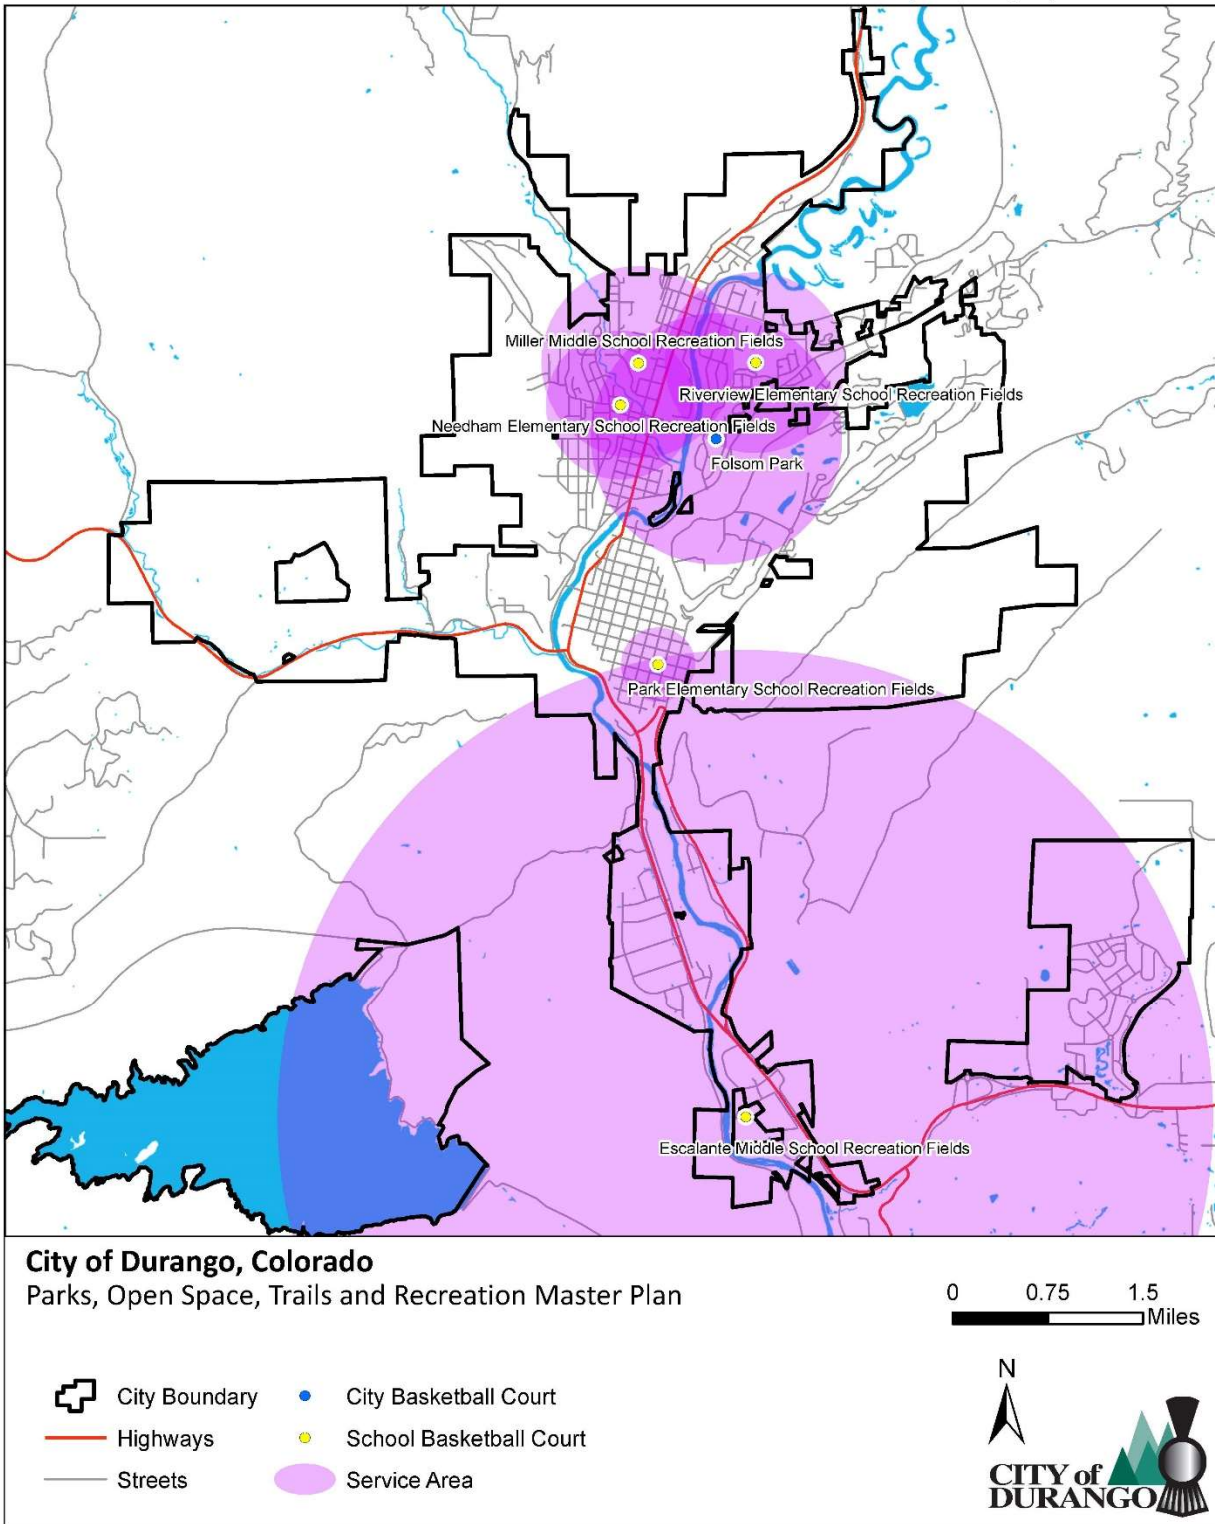 Miller Middle School Recreation Fields
Riverview Elementary School Recreation Fields
Needham Elementary School Recreation Fields
Folsom Park
Park Elementary School Recreation Fields
Escalante Middle School Recreation Fields
City of Durango, Colorado
Parks, Open Space, Trails and Recreation Master Plan
0 0.75 1.5
Miles
N
City Boundary
City Basketball Court
Highways
School Basketball Court
Streets
Service Area
CITY of
DURANGO